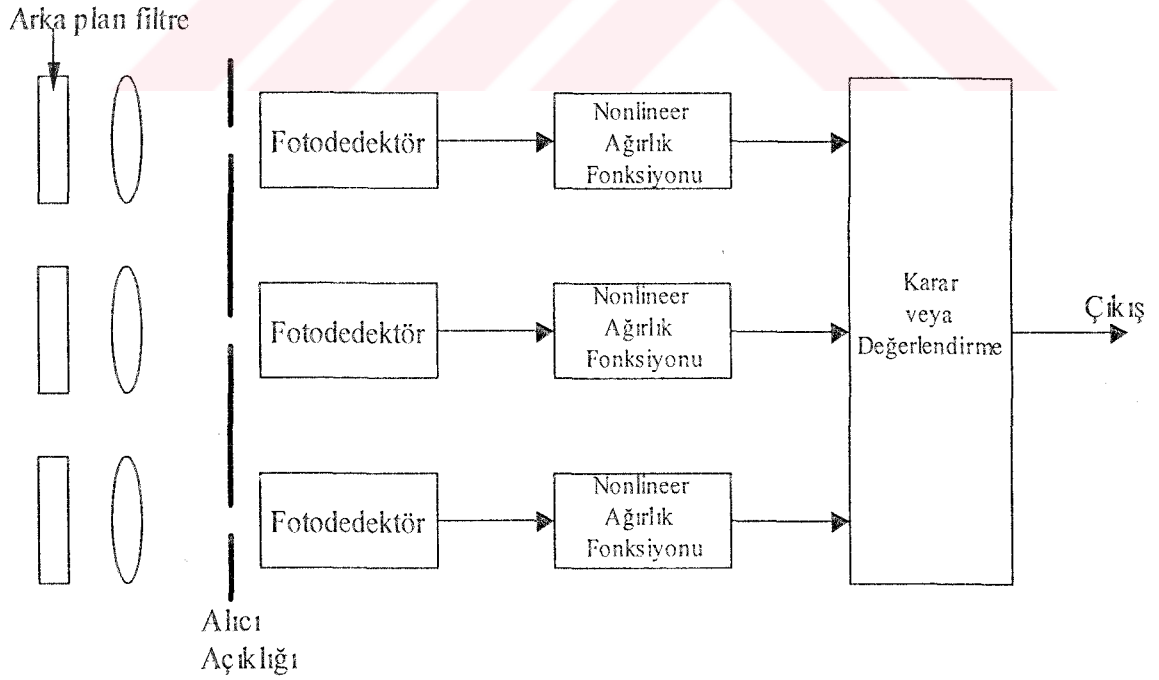 Arka plan filtre
Fotodedektör
Nonlineer
Ağırlık
Fonksiyonu
Fotodedektör
Nonlineer
Ağırlık
Fonksiyonu
Karar
veya
Değerlendirme
Çıkış
Fotodedektör
Nonlineer
Ağırlık
Fonksiyonu
Alıcı
Açıklığı